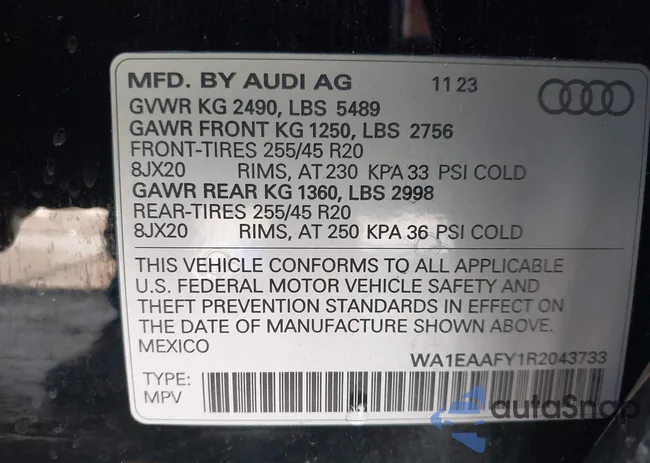 MFD. BY AUDI AG 11 23
GVWR KG 2490, LBS 5489
GAWR FRONT KG 1250, LBS 2756
FRONT-TIRES 255/45 R20
8JX20 RIMS, AT 230 KPA 33 PSI COLD
GAWR REAR KG 1360, LBS 2998
REAR-TIRES 255/45 R20
8JX20 RIMS, AT 250 KPA 36 PSI COLD
THIS VEHICLE CONFORMS TO ALL APPLICABLE
U.S. FEDERAL MOTOR VEHICLE SAFETY AND
THEFT PREVENTION STANDARDS IN EFFECT ON
THE DATE OF MANUFACTURE SHOWN ABOVE.
MEXICO
WA1EAAFY1R2043733
TYPE:
MPV
autoSnap